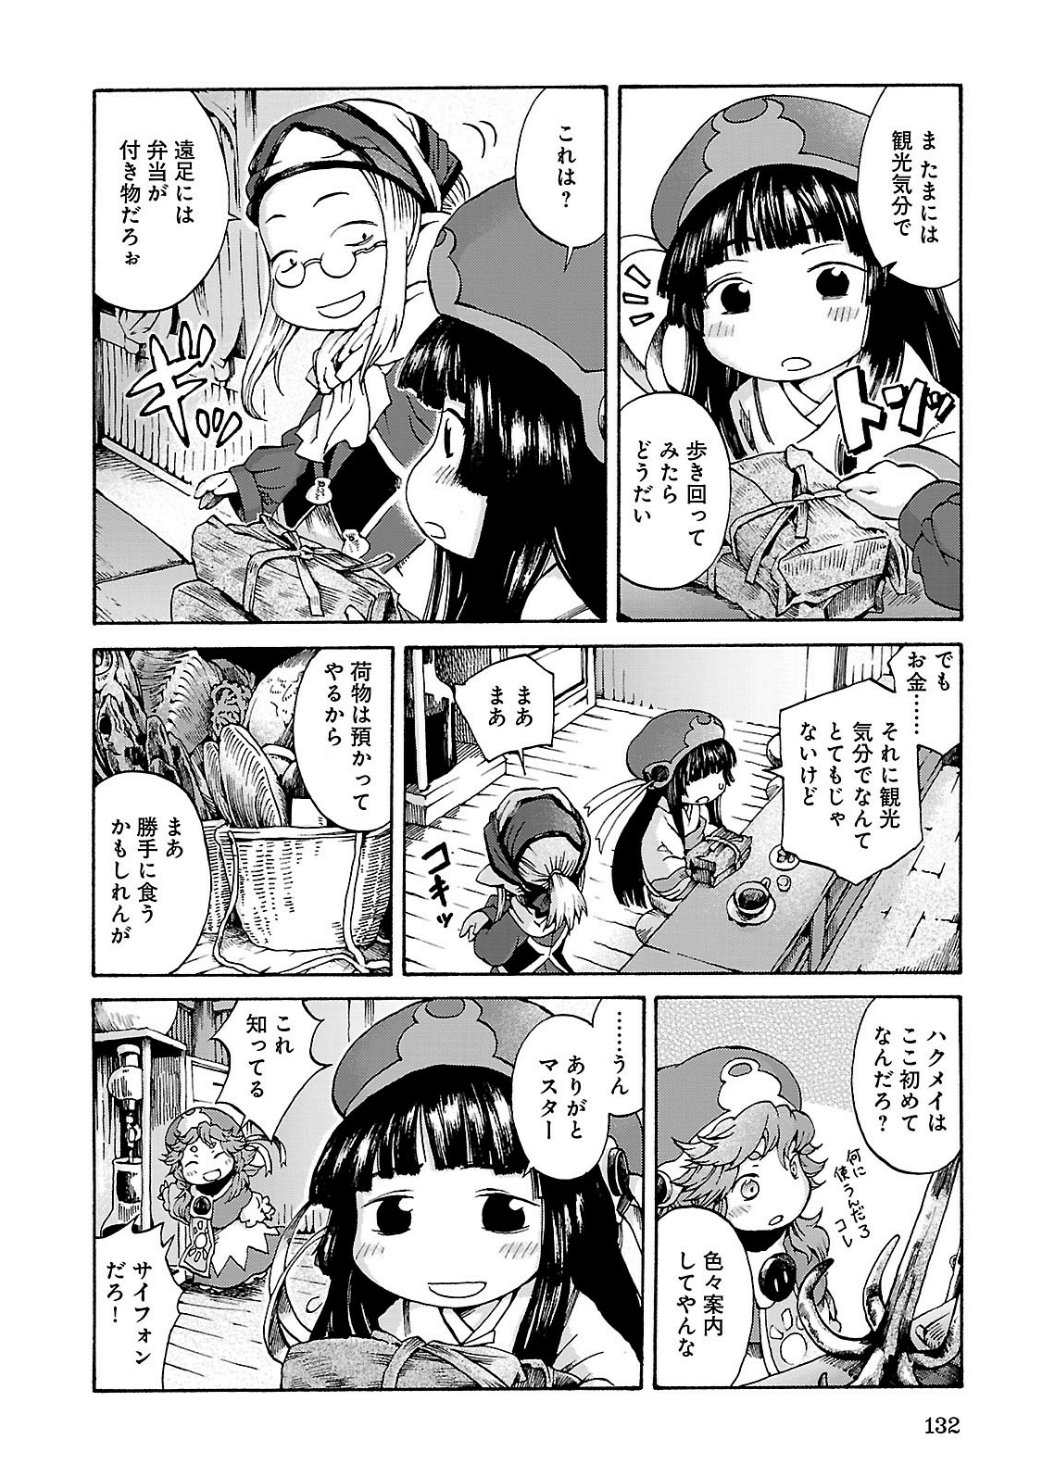 ま たまには
観光気分で
歩き回って
みたら
どうだい
ドンッ
これは?
遠足には
弁当が
付き物だろぉ
ギッ
でも
お金……
それに観光
気分でなんて
とてもじゃ
ないけど
まあ
まあ
コキッ
荷物は預かって
やるから
まあ
勝手に食う
かもしれんが
ハクメイは
ここ初めて
なんだろ?
何に
使うんだろ
コレ
色々案内
してやんな
……うん
ありがと
マスター
これ
知ってる
サイフォン
だろ!
132